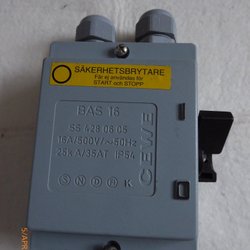 SÄKERHETSBRYTARE
Får ej användas för
START och STOPP
BAS 16
SS 428 06 05
16A/500V/~50Hz
25kA/35AT IP54
CEWE
I
O
S N D R K